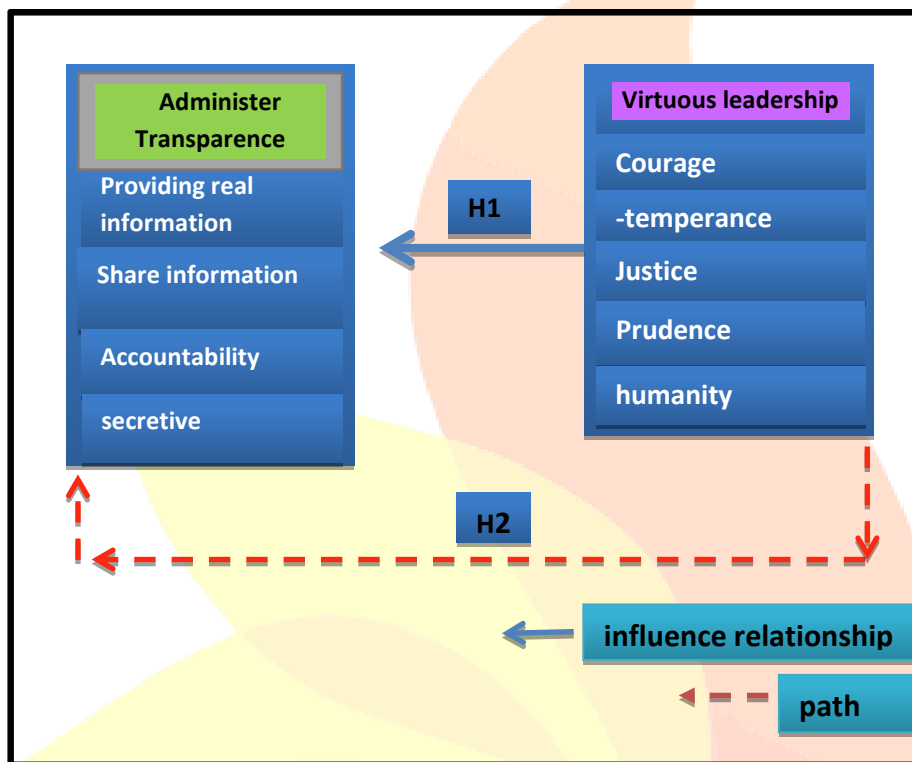 Administer
Transparence
Providing real
information
Share information
Accountability
secretive
H1
Virtuous leadership
Courage
-temperance
Justice
Prudence
humanity
H2
influence relationship
path